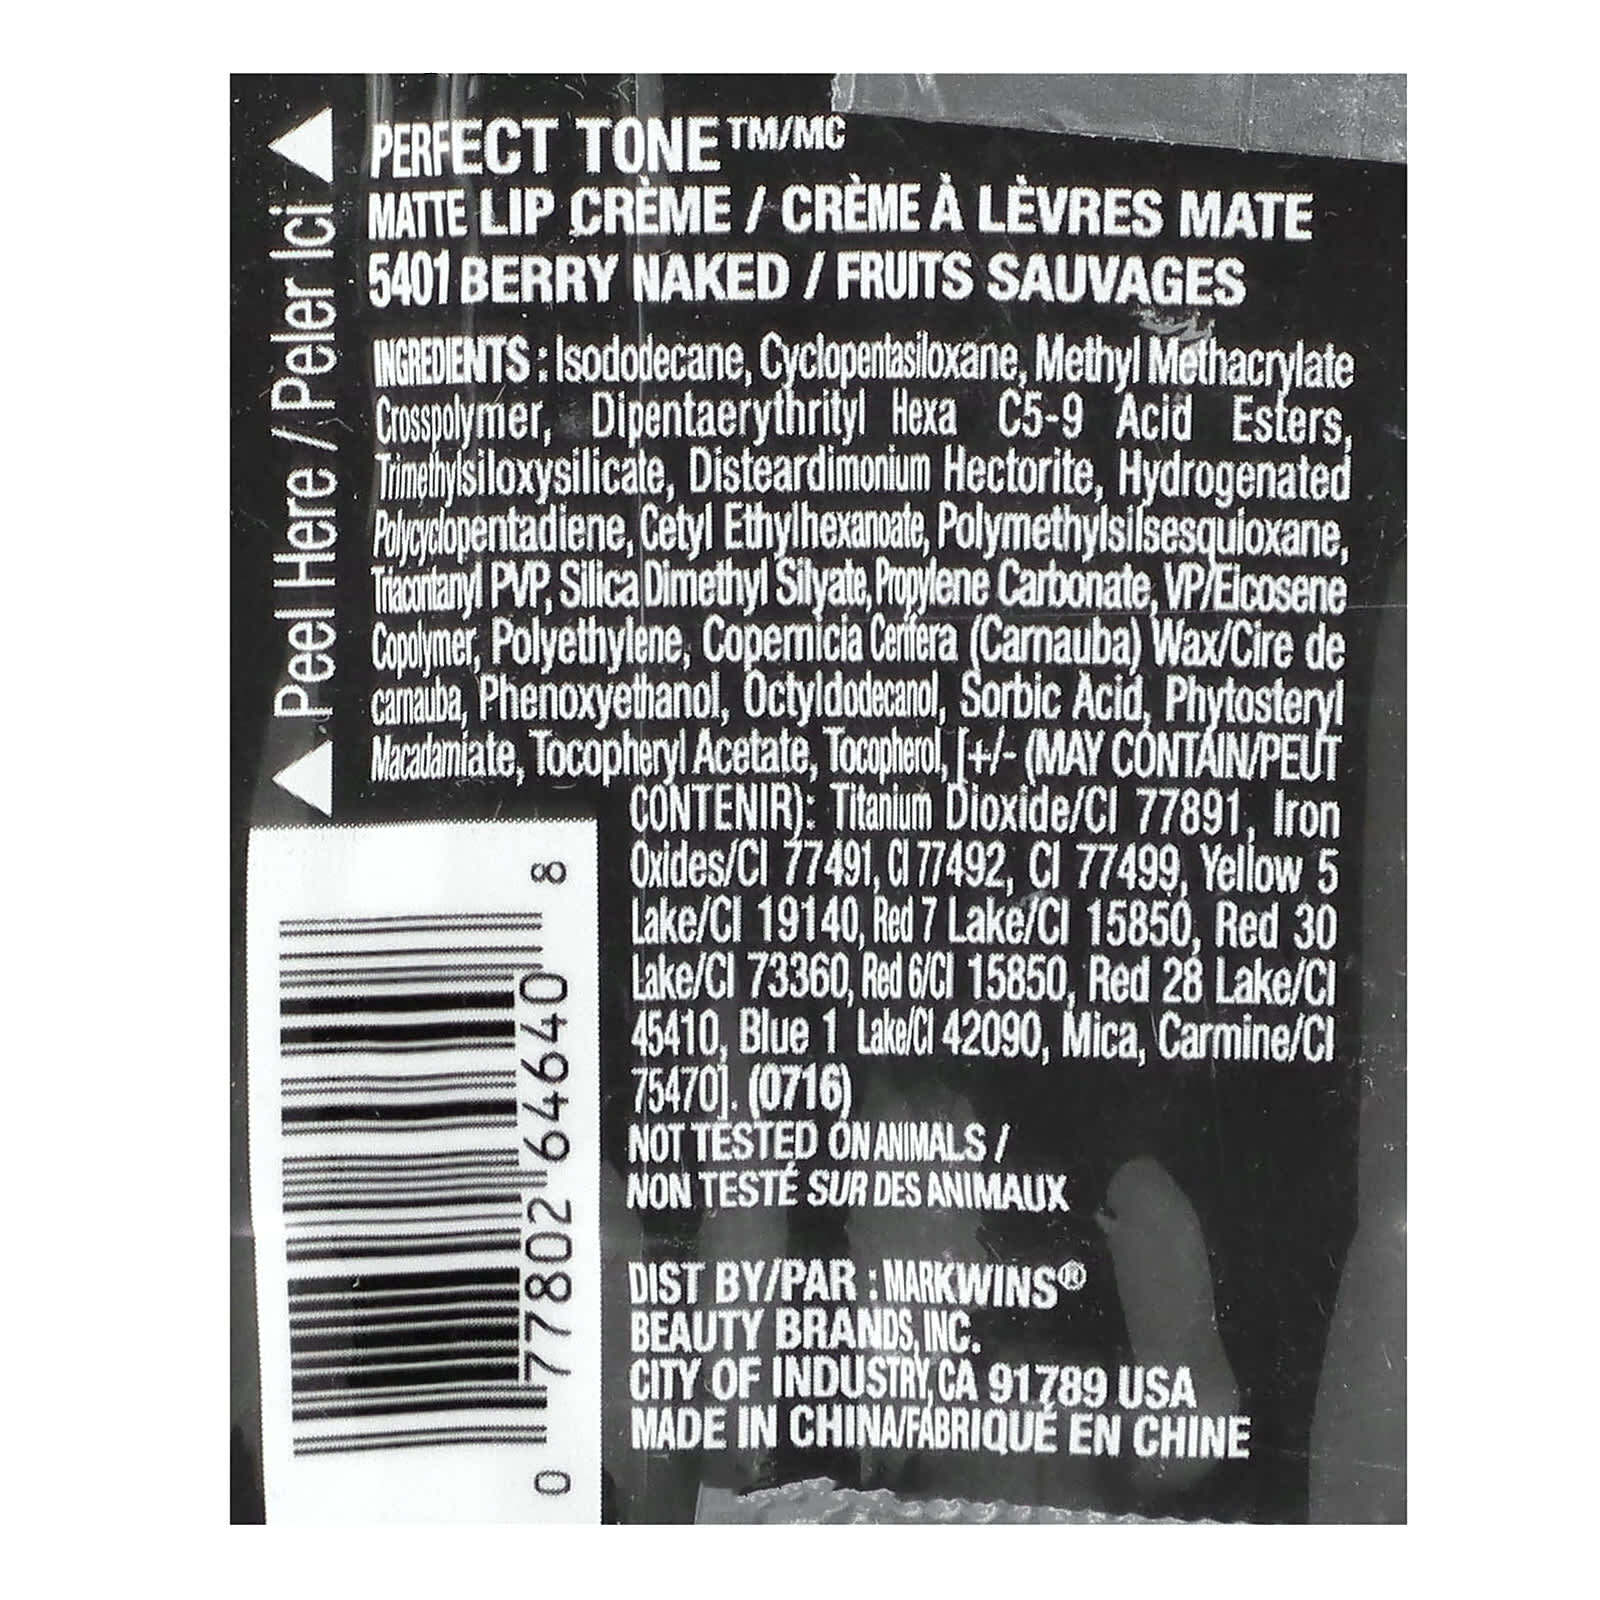 Peel Here / Peler Ici
PERFECT TONE™/MC
MATTE LIP CRÈME / CRÈME À LÈVRES MATE
5401 BERRY NAKED / FRUITS SAUVAGES
INGREDIENTS : Isododecane, Cyclopentasiloxane, Methyl Methacrylate
Crosspolymer, Dipentaerythrityl Hexa C5-9 Acid Esters,
Trimethylsiloxysilicate, Disteardimonium Hectorite, Hydrogenated
Polycyclopentadiene, Cetyl Ethylhexanoate, Polymethylsilsesquioxane,
Triacontanyl PVP, Silica Dimethyl Silyate, Propylene Carbonate, VP/Eicosene
Copolymer, Polyethylene, Copernicia Cerifera (Carnauba) Wax/Cire de
carnauba, Phenoxyethanol, Octyldodecanol, Sorbic Acid, Phytosteryl
Macadamiate, Tocopheryl Acetate, Tocopherol, [+/- (MAY CONTAIN/PEUT
CONTENIR): Titanium Dioxide/CI 77891, Iron
Oxides/CI 77491, CI 77492, CI 77499, Yellow 5
Lake/CI 19140, Red 7 Lake/CI 15850, Red 30
Lake/CI 73360, Red 6/CI 15850, Red 28 Lake/CI
45410, Blue 1 Lake/CI 42090, Mica, Carmine/CI
75470]. (0716)
NOT TESTED ON ANIMALS /
NON TESTÉ SUR DES ANIMAUX
DIST BY/PAR : MARKWINS®
BEAUTY BRANDS, INC.
CITY OF INDUSTRY, CA 91789 USA
MADE IN CHINA/FABRIQUÉ EN CHINE
0 77802 64640 8